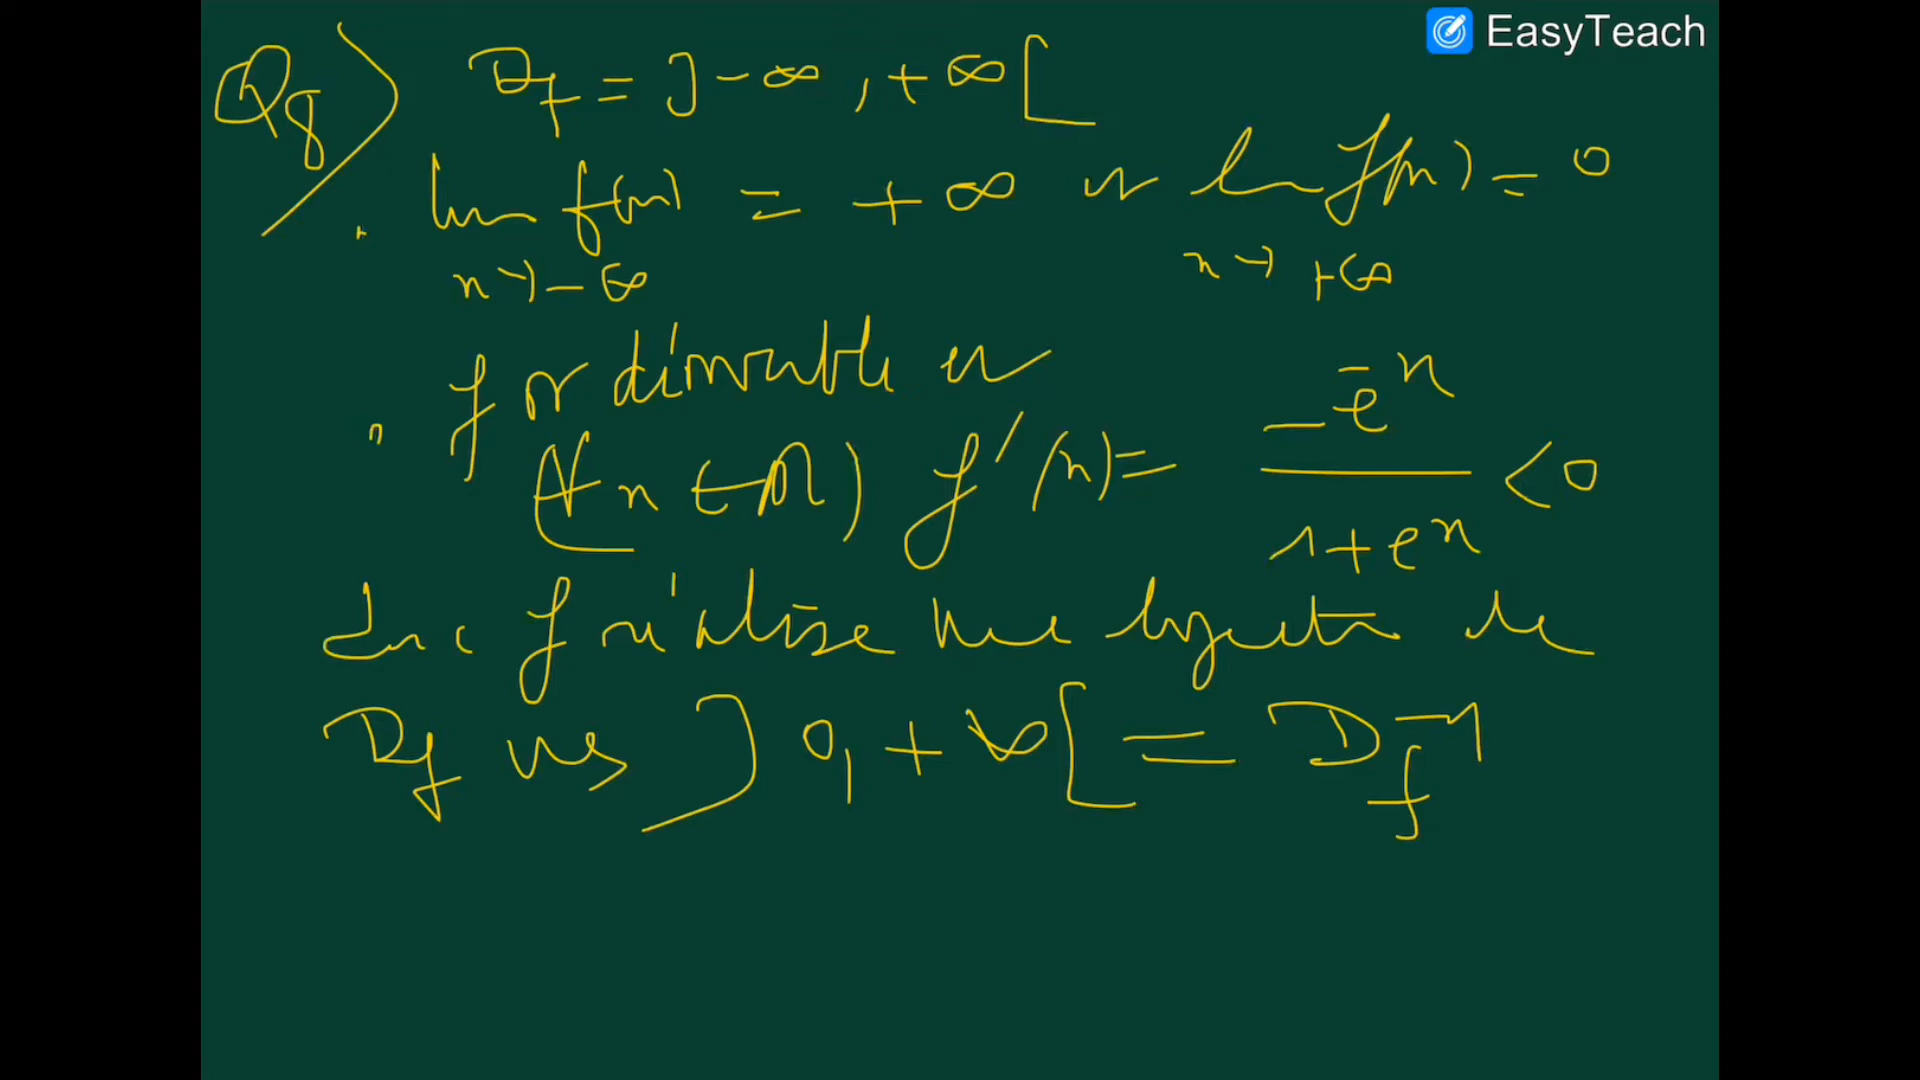 EasyTeach
Q8) Df = ]-∞, +∞[
. lim f(x) = +∞ et lim f(x) = 0
x→-∞ x→+∞
. f est dérivable et
(∀x∈ℝ) f'(x) = -e^-x / 1+e^x < 0
Donc f réalise une bijection de
Df vers ]0,+∞[ = Df^-1